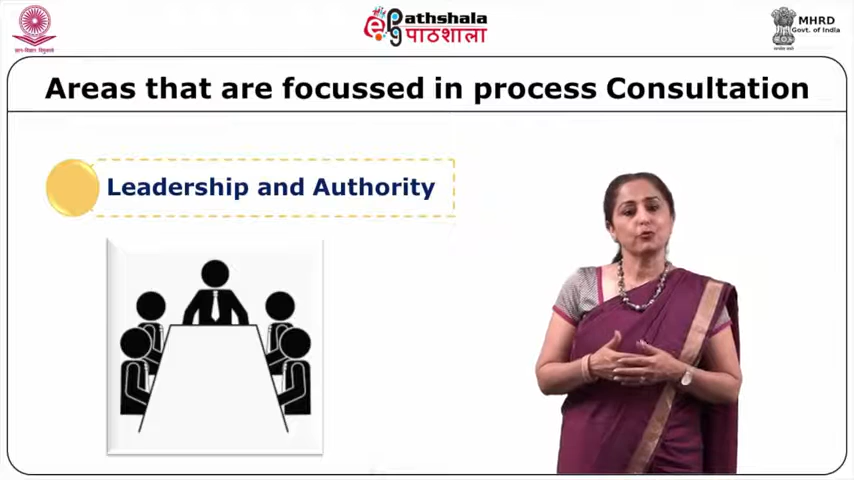 ePathshala
पाठशाला
MHRD
Govt. of India
Areas that are focussed in process Consultation
Leadership and Authority